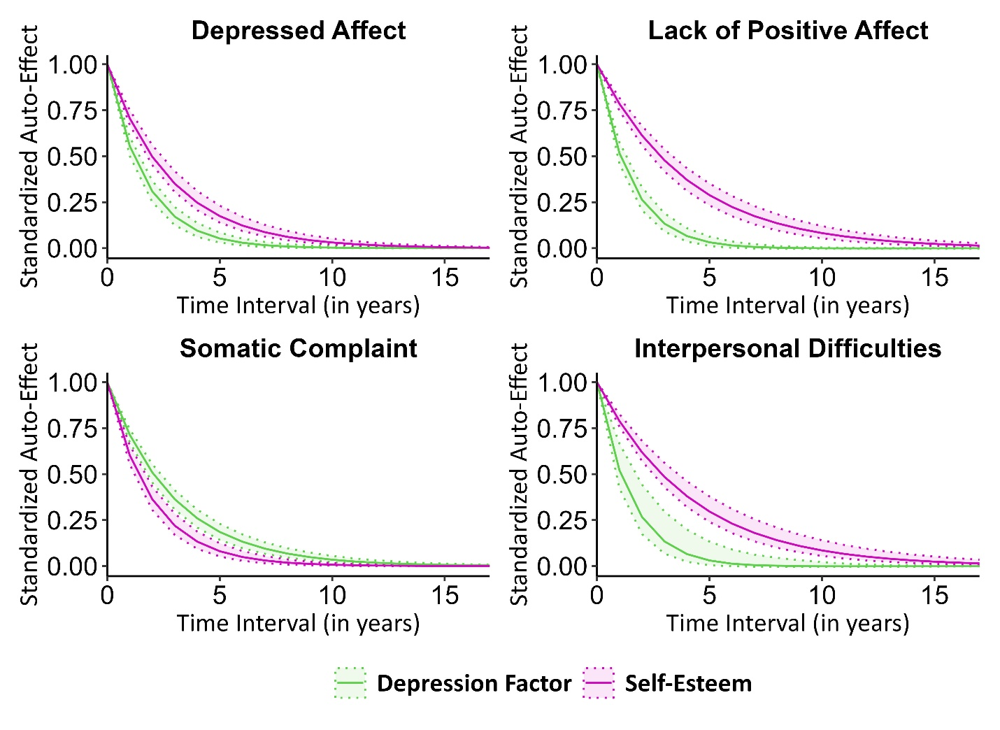 Depressed Affect
Standardized Auto-Effect
1.00
0.75
0.50
0.25
0.00
0 5 10 15
Time Interval (in years)
Lack of Positive Affect
Standardized Auto-Effect
1.00
0.75
0.50
0.25
0.00
0 5 10 15
Time Interval (in years)
Somatic Complaint
Standardized Auto-Effect
1.00
0.75
0.50
0.25
0.00
0 5 10 15
Time Interval (in years)
Interpersonal Difficulties
Standardized Auto-Effect
1.00
0.75
0.50
0.25
0.00
0 5 10 15
Time Interval (in years)
Depression Factor Self-Esteem